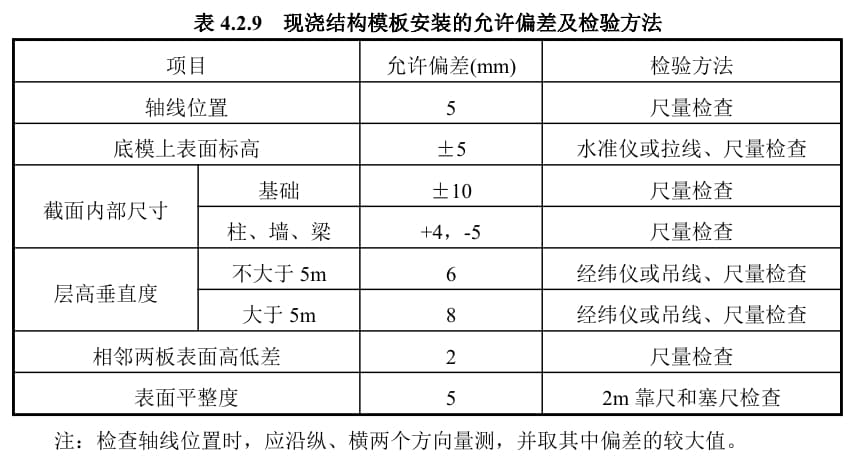 表 4.2.9 现浇结构模板安装的允许偏差及检验方法
项目 允许偏差(mm) 检验方法
轴线位置 5 尺量检查
底模上表面标高 ±5 水准仪或拉线、尺量检查
截面内部尺寸 基础 ±10 尺量检查
柱、墙、梁 +4，-5 尺量检查
层高垂直度 不大于 5m 6 经纬仪或吊线、尺量检查
大于 5m 8 经纬仪或吊线、尺量检查
相邻两板表面高低差 2 尺量检查
表面平整度 5 2m 靠尺和塞尺检查
注：检查轴线位置时，应沿纵、横两个方向量测，并取其中偏差的较大值。